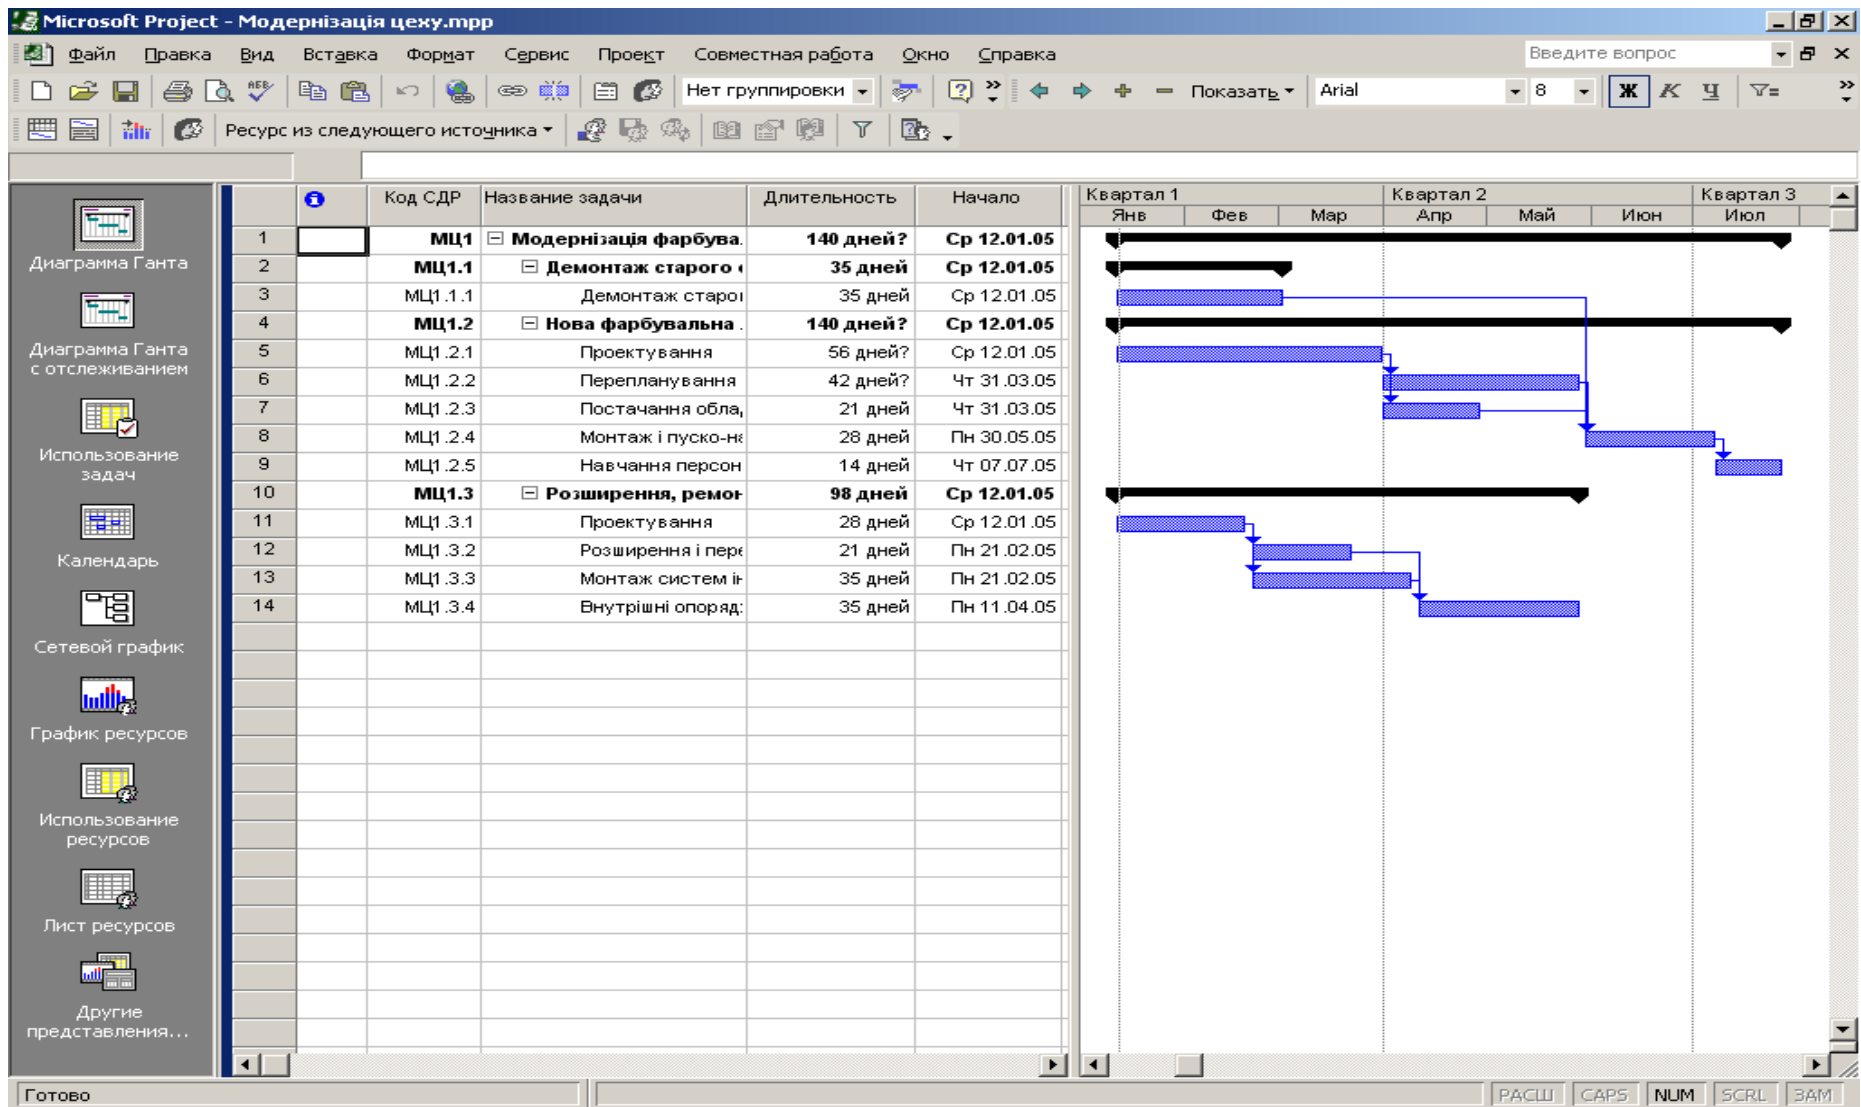 Microsoft Project - Модернізація цеху.mpp
Файл Правка Вид Вставка Формат Сервис Проект Совместная работа Окно Справка Введите вопрос
Нет группировки Показать Arial 8 Ж К Ч
Ресурс из следующего источника
Код СДР Название задачи Длительность Начало Квартал 1 Квартал 2 Квартал 3
Янв Фев Мар Апр Май Июн Июл
1 МЦ1 Модернізація фарбува. 140 дней? Ср 12.01.05
2 МЦ1.1 Демонтаж старого 35 дней Ср 12.01.05
3 МЦ1.1.1 Демонтаж старог 35 дней Ср 12.01.05
4 МЦ1.2 Нова фарбувальна . 140 дней? Ср 12.01.05
5 МЦ1.2.1 Проектування 56 дней? Ср 12.01.05
6 МЦ1.2.2 Перепланування 42 дней? Чт 31.03.05
7 МЦ1.2.3 Постачання обла 21 дней Чт 31.03.05
8 МЦ1.2.4 Монтаж і пуско-на 28 дней Пн 30.05.05
9 МЦ1.2.5 Навчання персон 14 дней Чт 07.07.05
10 МЦ1.3 Розширення, ремон 98 дней Ср 12.01.05
11 МЦ1.3.1 Проектування 28 дней Ср 12.01.05
12 МЦ1.3.2 Розширення і пере 21 дней Пн 21.02.05
13 МЦ1.3.3 Монтаж систем ін 35 дней Пн 21.02.05
14 МЦ1.3.4 Внутрішні опоряд 35 дней Пн 11.04.05
Диаграмма Ганта
Диаграмма Ганта
с отслеживанием
Использование
задач
Календарь
Сетевой график
График ресурсов
Использование
ресурсов
Лист ресурсов
Другие
представления...
Готово РАСШ CAPS NUM SCRL ЗАМ